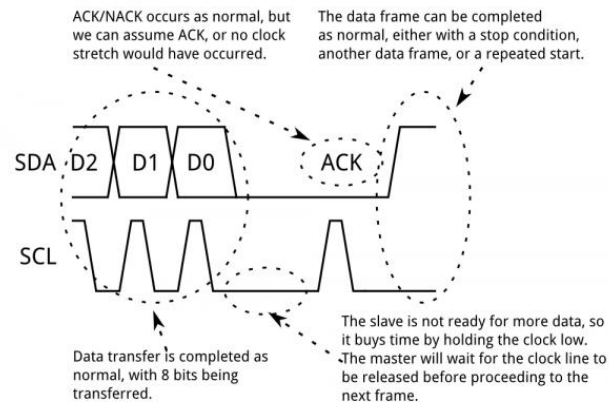 ACK/NACK occurs as normal, but
we can assume ACK, or no clock
stretch would have occurred.
The data frame can be completed
as normal, either with a stop condition,
another data frame, or a repeated start.
SDA D2 D1 D0 ACK
SCL
Data transfer is completed as
normal, with 8 bits being
transferred.
The slave is not ready for more data, so
it buys time by holding the clock low.
The master will wait for the clock line to
be released before proceeding to the
next frame.